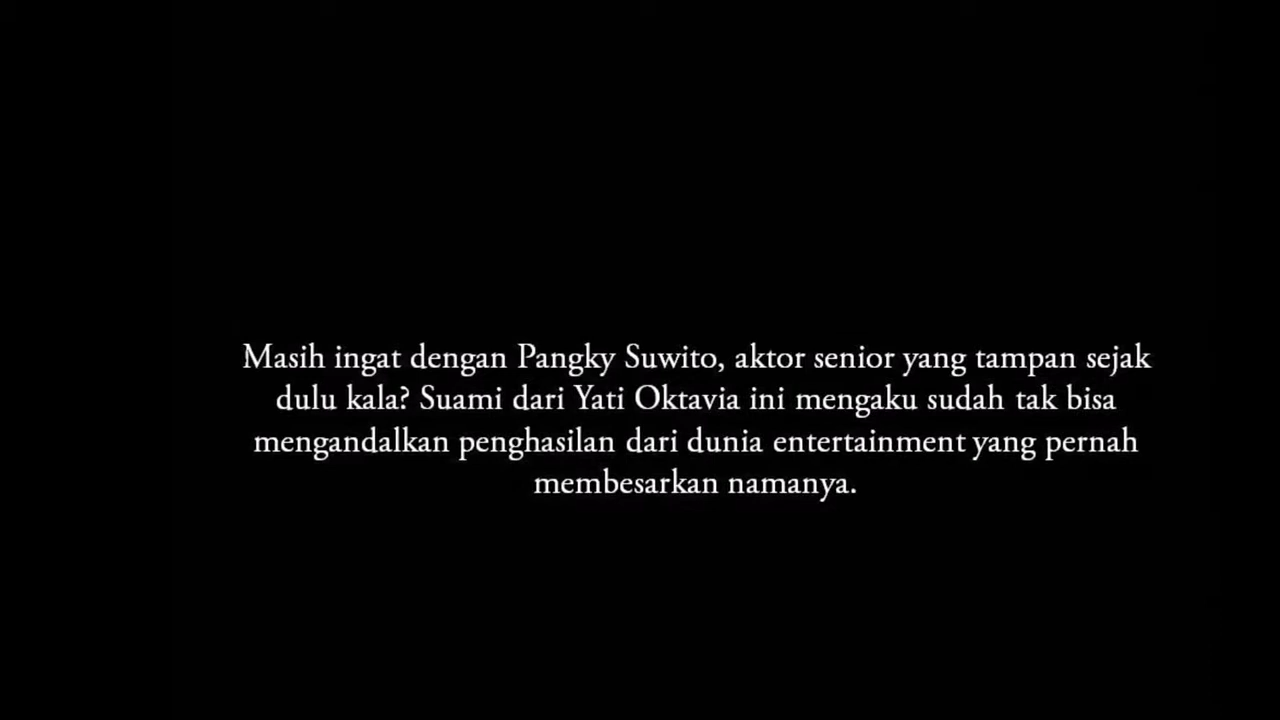 Masih ingat dengan Pangky Suwito, aktor senior yang tampan sejak
dulu kala? Suami dari Yati Oktavia ini mengaku sudah tak bisa
mengandalkan penghasilan dari dunia entertainment yang pernah
membesarkan namanya.